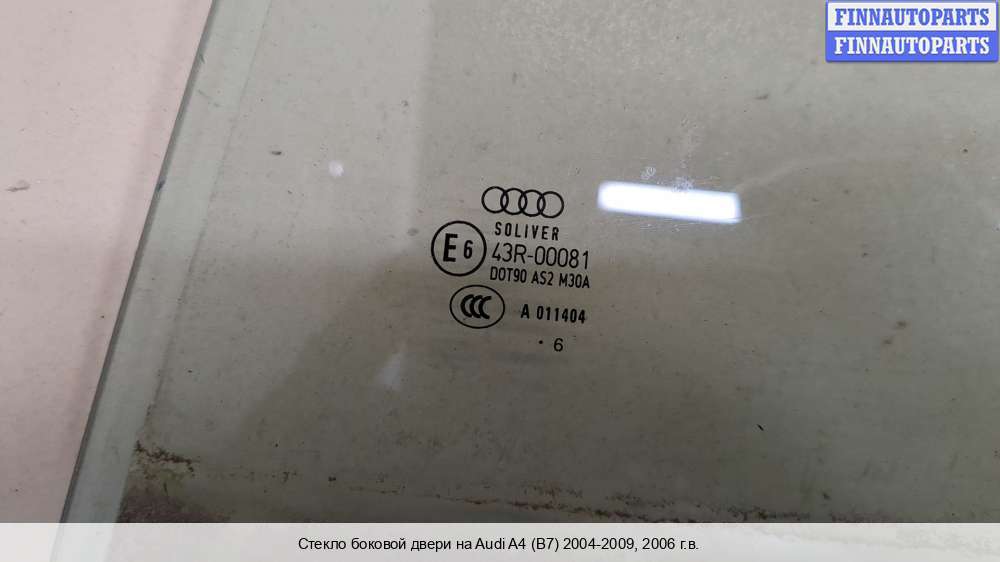 FINNAUTOPARTS
FINNAUTOPARTS
SOLIVER
E6 43R-00081
DOT90 AS2 M30A
CCC A 011404
. 6
Стекло боковой двери на Audi A4 (B7) 2004-2009, 2006 г.в.